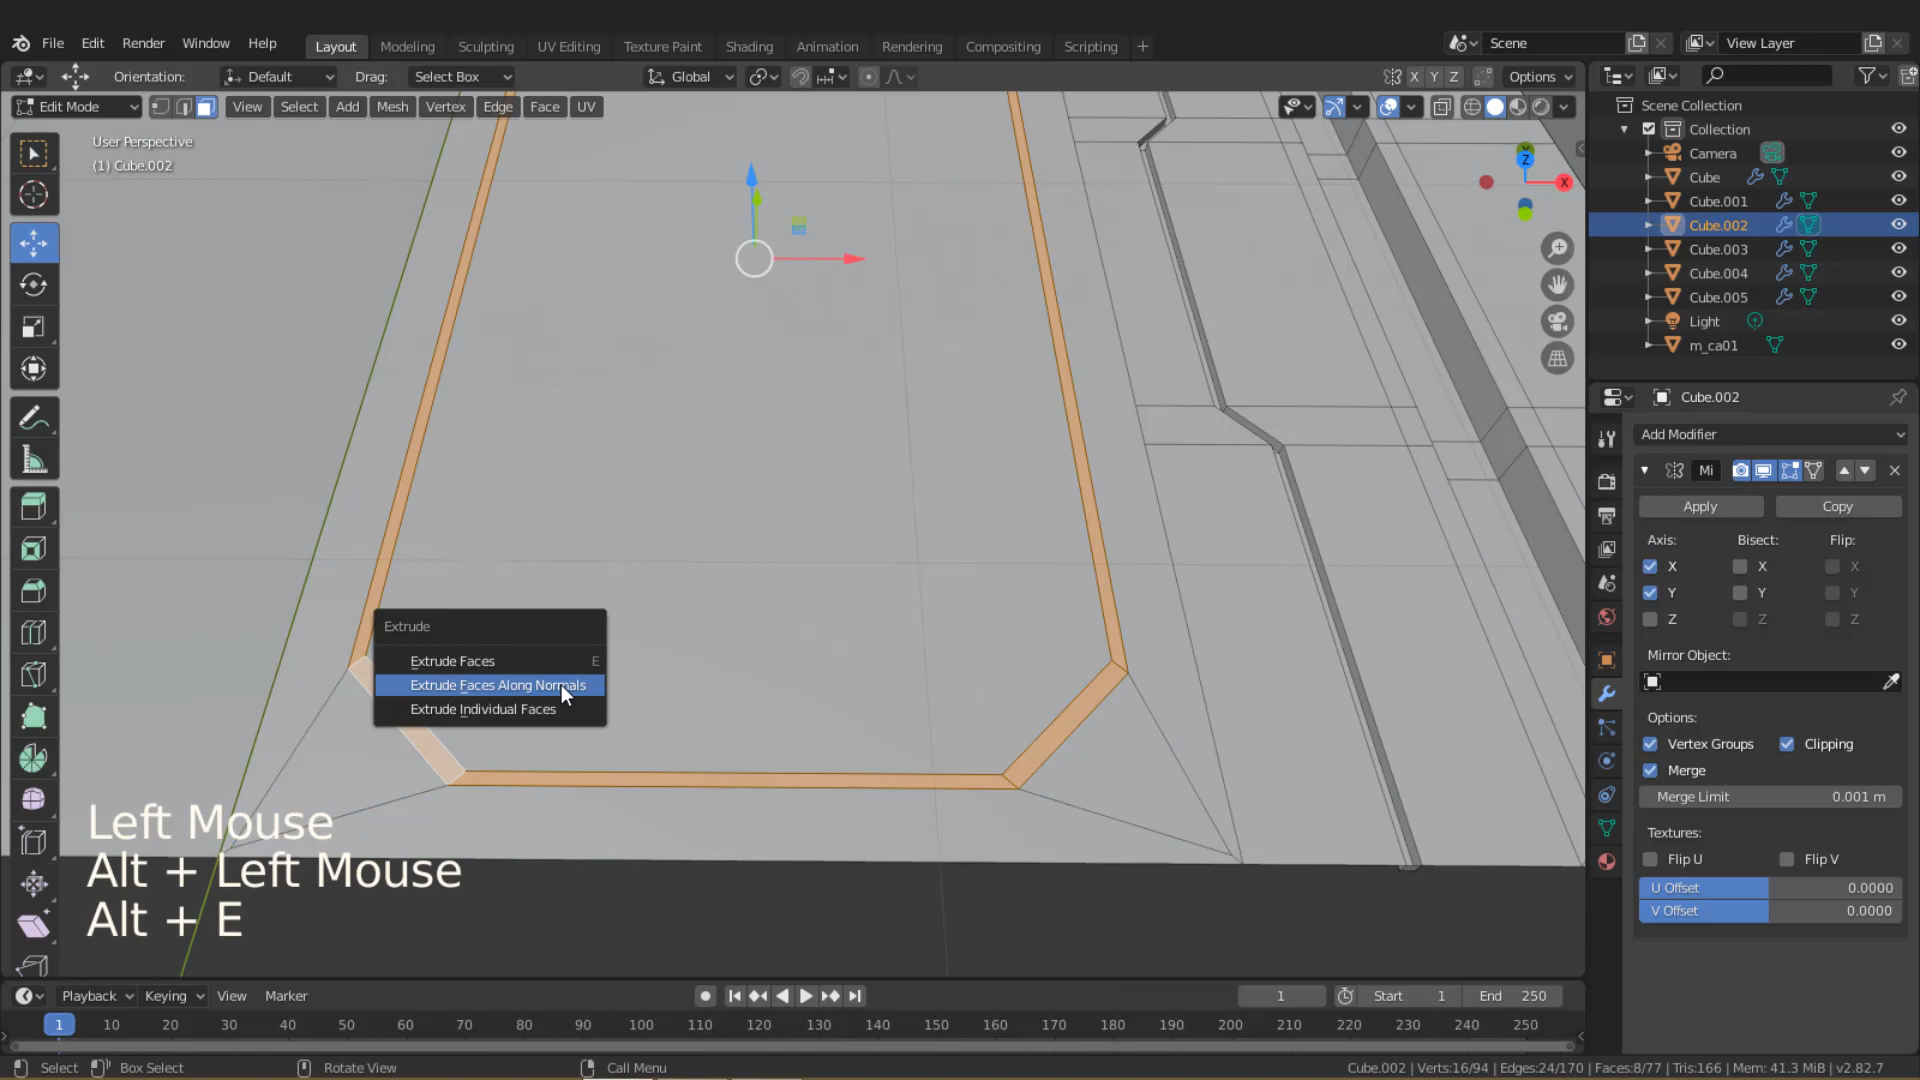 File Edit Render Window Help Layout Modeling Sculpting UV Editing Texture Paint Shading Animation Rendering Compositing Scripting + Scene View Layer
Orientation: Default Drag: Select Box Global X Y Z Options
Edit Mode View Select Add Mesh Vertex Edge Face UV
User Perspective
(1) Cube.002
Z
X
Scene Collection
Collection
Camera
Cube
Cube.001
Cube.002
Cube.003
Cube.004
Cube.005
Light
m_ca01
Cube.002
Add Modifier
Mi
Apply Copy
Axis: Bisect: Flip:
X X X
Y Y Y
Z Z Z
Mirror Object:
Options:
Vertex Groups Clipping
Merge
Merge Limit 0.001 m
Textures:
Flip U Flip V
U Offset 0.0000
V Offset 0.0000
Extrude
Extrude Faces E
Extrude Faces Along Normals
Extrude Individual Faces
Left Mouse
Alt + Left Mouse
Alt + E
Playback Keying View Marker 1 Start 1 End 250
1 10 20 30 40 50 60 70 80 90 100 110 120 130 140 150 160 170 180 190 200 210 220 230 240 250
Select Box Select Rotate View Call Menu Cube.002 | Verts:16/94 | Edges:24/170 | Faces:8/77 | Tris:166 | Mem: 41.3 MiB | v2.82.7